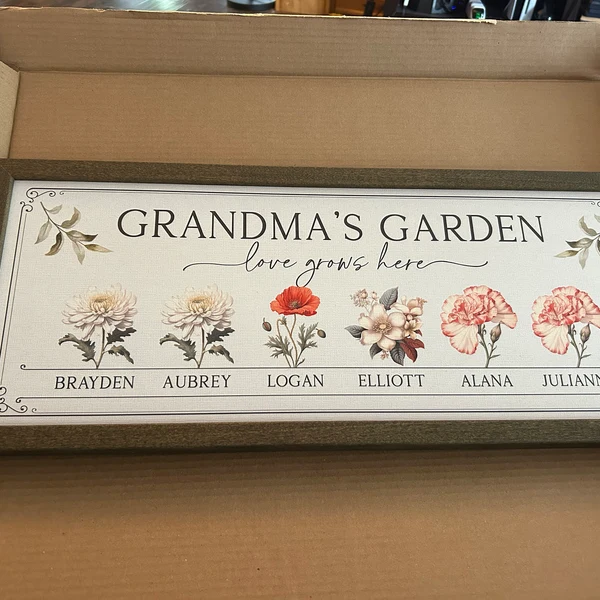 GRANDMA'S GARDEN
love grows here
BRAYDEN AUBREY LOGAN ELLIOTT ALANA